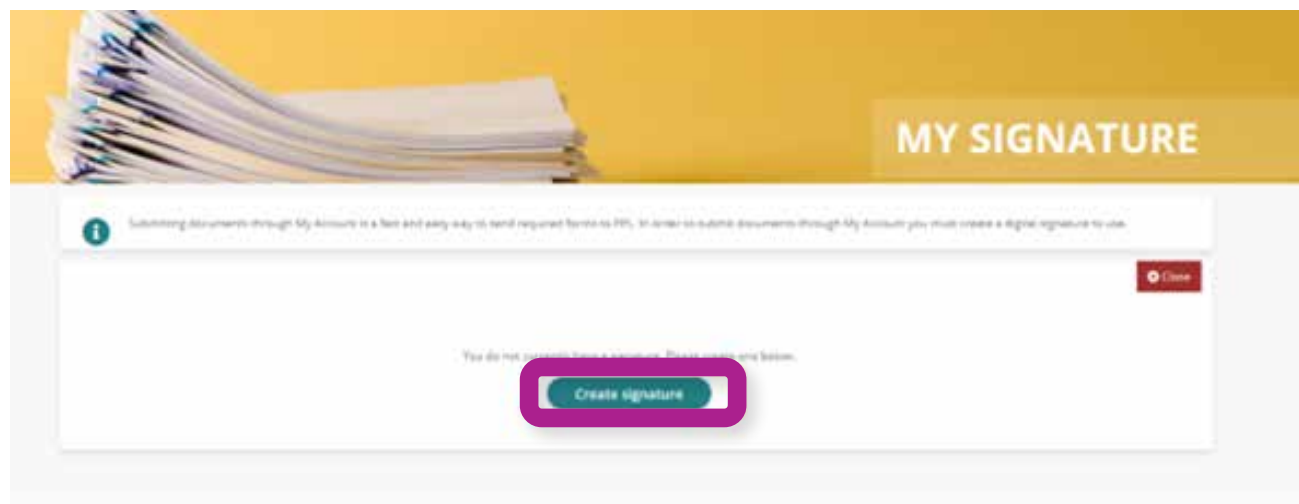 MY SIGNATURE
Submitting documents through My Account is a fast and easy way to send required forms to PPL. In order to submit documents through My Account you must create a digital signature to use.
Close
You do not currently have a signature. Please create one below.
Create signature